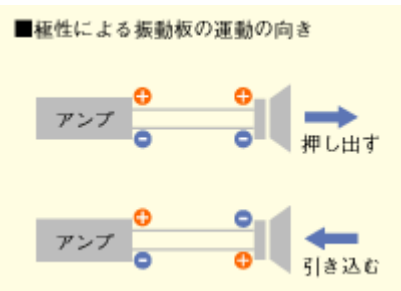 ■極性による振動板の運動の向き
アンプ
押し出す
アンプ
引き込む